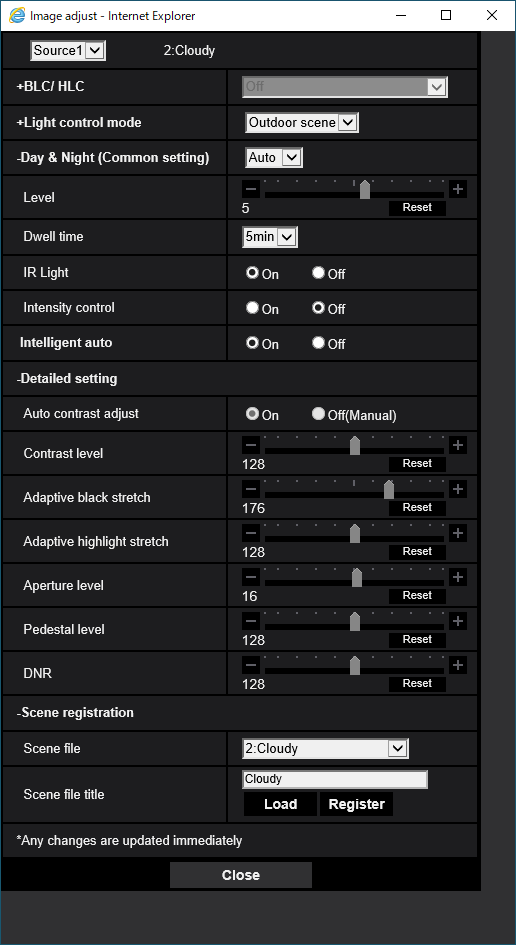 Image adjust - Internet Explorer
Source1 2:Cloudy
+BLC/ HLC Off
+Light control mode Outdoor scene
-Day & Night (Common setting) Auto
Level 5 Reset
Dwell time 5min
IR Light On Off
Intensity control On Off
Intelligent auto On Off
-Detailed setting
Auto contrast adjust On Off(Manual)
Contrast level 128 Reset
Adaptive black stretch 176 Reset
Adaptive highlight stretch 128 Reset
Aperture level 16 Reset
Pedestal level 128 Reset
DNR 128 Reset
-Scene registration
Scene file 2:Cloudy
Scene file title Cloudy
Load Register
*Any changes are updated immediately
Close